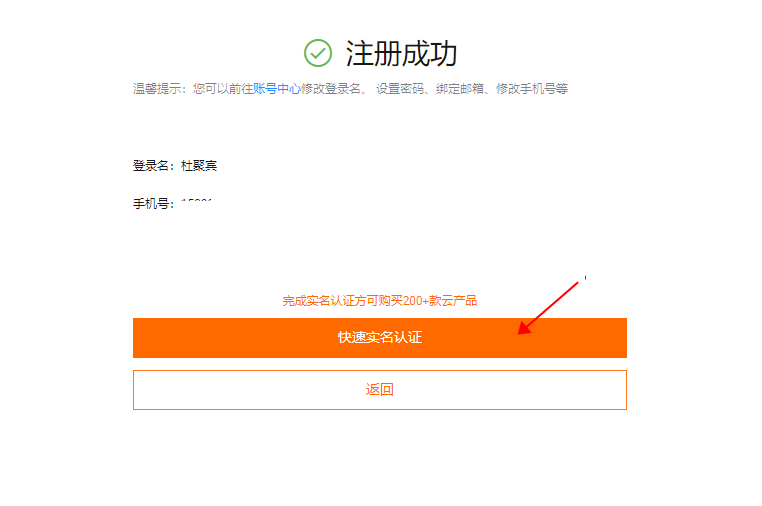 注册成功
温馨提示：您可以前往账号中心修改登录名、 设置密码、绑定邮箱、修改手机号等
登录名：杜聚宾
手机号：
完成实名认证方可购买200+款云产品
快速实名认证
返回